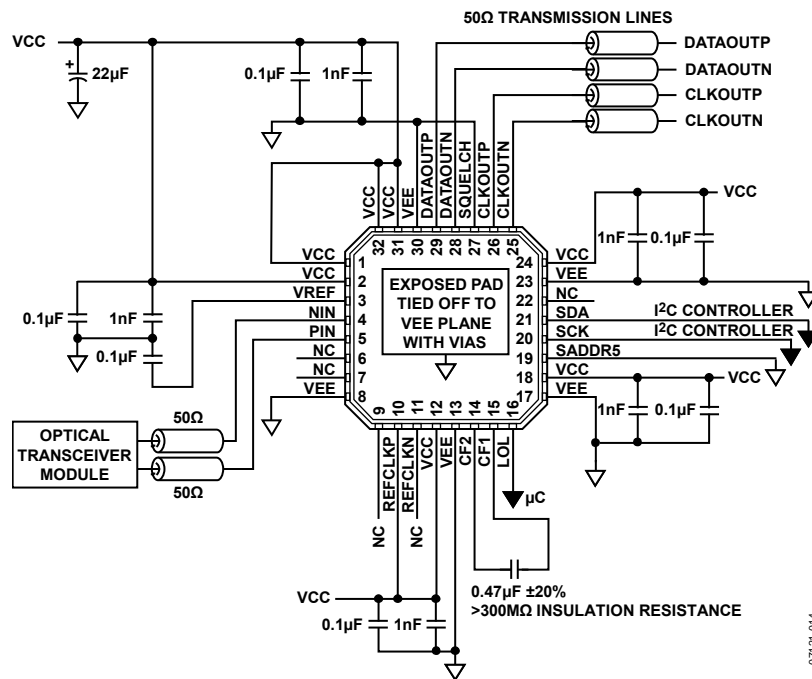 50Ω TRANSMISSION LINES
VCC
+
22µF
0.1µF
1nF
DATAOUTP
DATAOUTN
CLKOUTP
CLKOUTN
VCC
VCC
VEE
DATAOUTP
DATAOUTN
SQUELCH
CLKOUTP
CLKOUTN
32
31
30
29
28
27
26
25
VCC 1
VCC 2
VREF 3
NIN 4
PIN 5
NC 6
NC 7
VEE 8
0.1µF
1nF
0.1µF
EXPOSED PAD
TIED OFF TO
VEE PLANE
WITH VIAS
24 VCC
23 VEE
22 NC
21 SDA
20 SCK
19 SADDR5
18 VCC
17 VEE
VCC
1nF
0.1µF
I2C CONTROLLER
I2C CONTROLLER
VCC
1nF
0.1µF
OPTICAL
TRANSCEIVER
MODULE
50Ω
50Ω
9
10
11
12
13
14
15
16
REFCLKP
REFCLKN
VCC
VEE
CF2
CF1
LOL
NC
NC
µC
0.47µF ±20%
>300MΩ INSULATION RESISTANCE
VCC
0.1µF
1nF